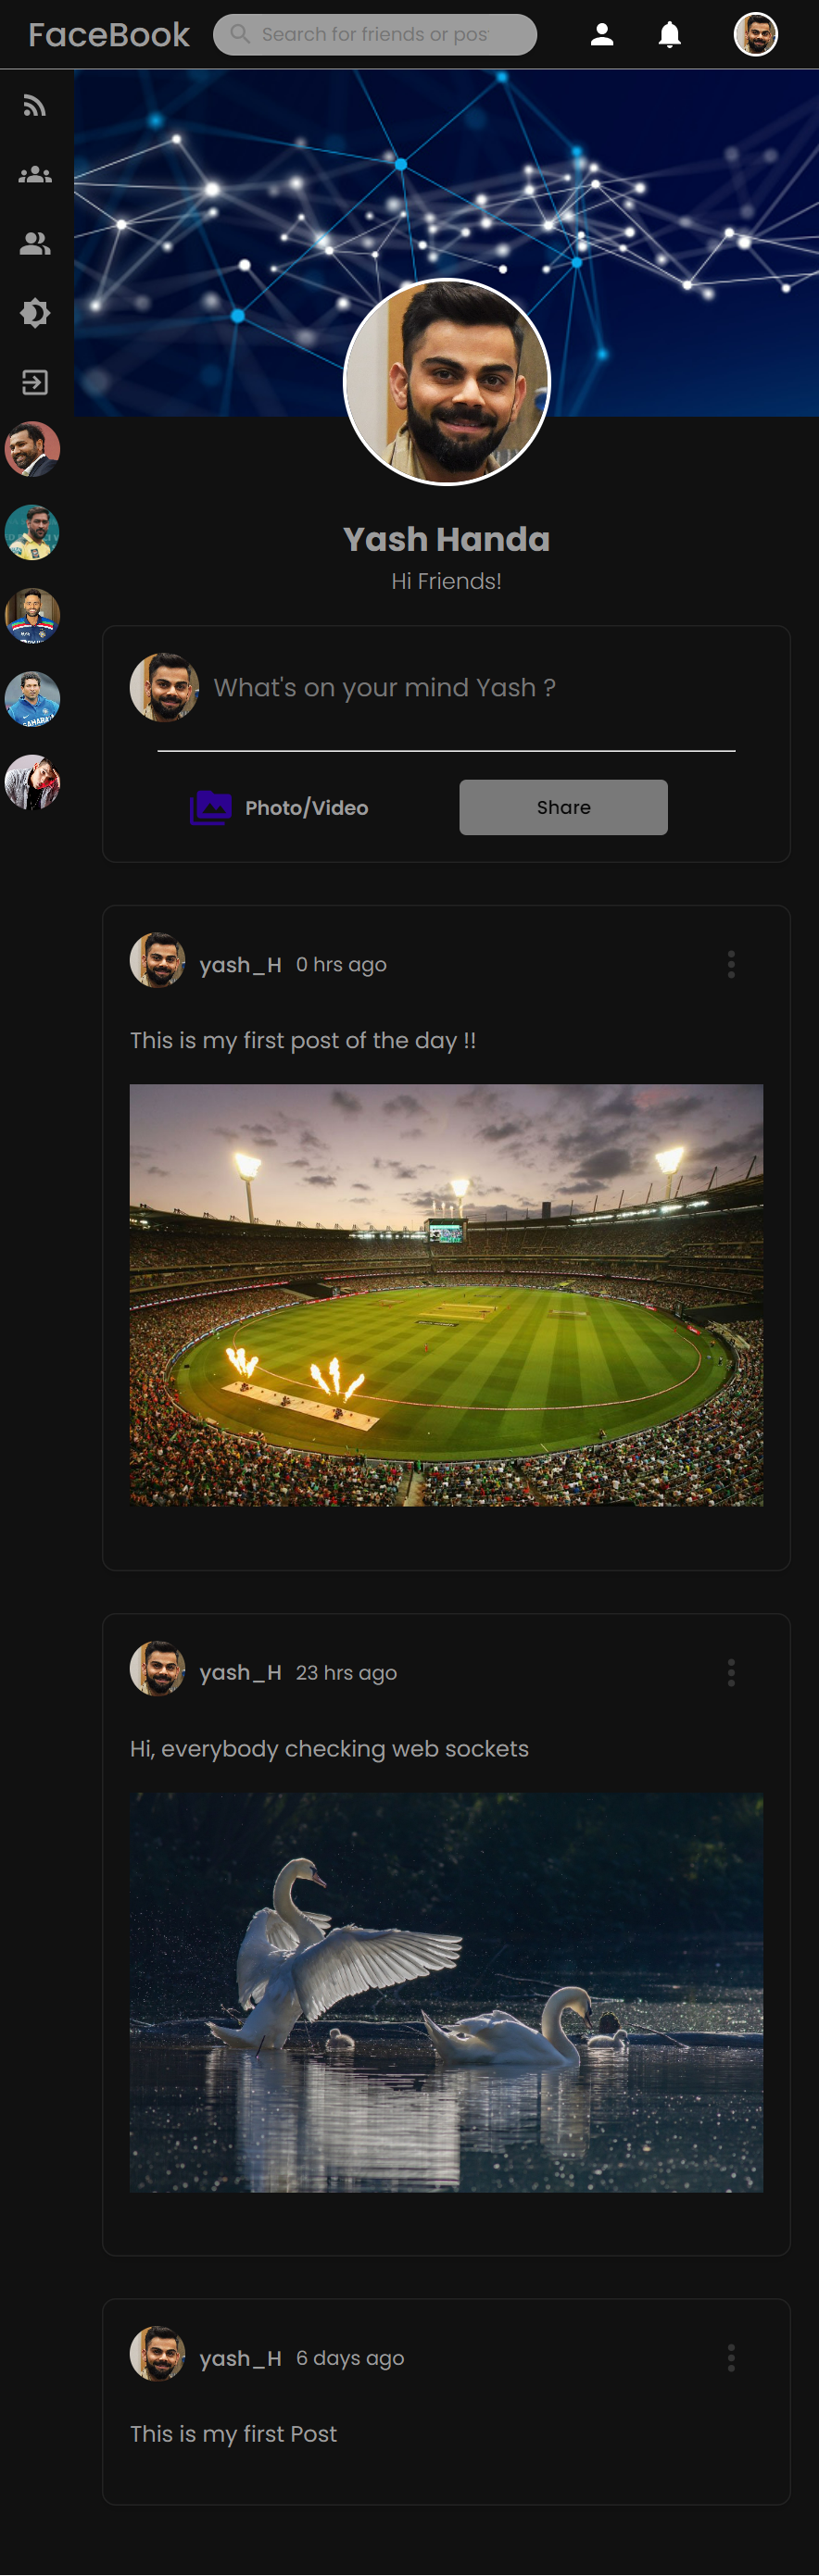 FaceBook
Search for friends or pos
Yash Handa
Hi Friends!
What's on your mind Yash ?
Photo/Video
Share
yash_H 0 hrs ago
This is my first post of the day !!
yash_H 23 hrs ago
Hi, everybody checking web sockets
yash_H 6 days ago
This is my first Post